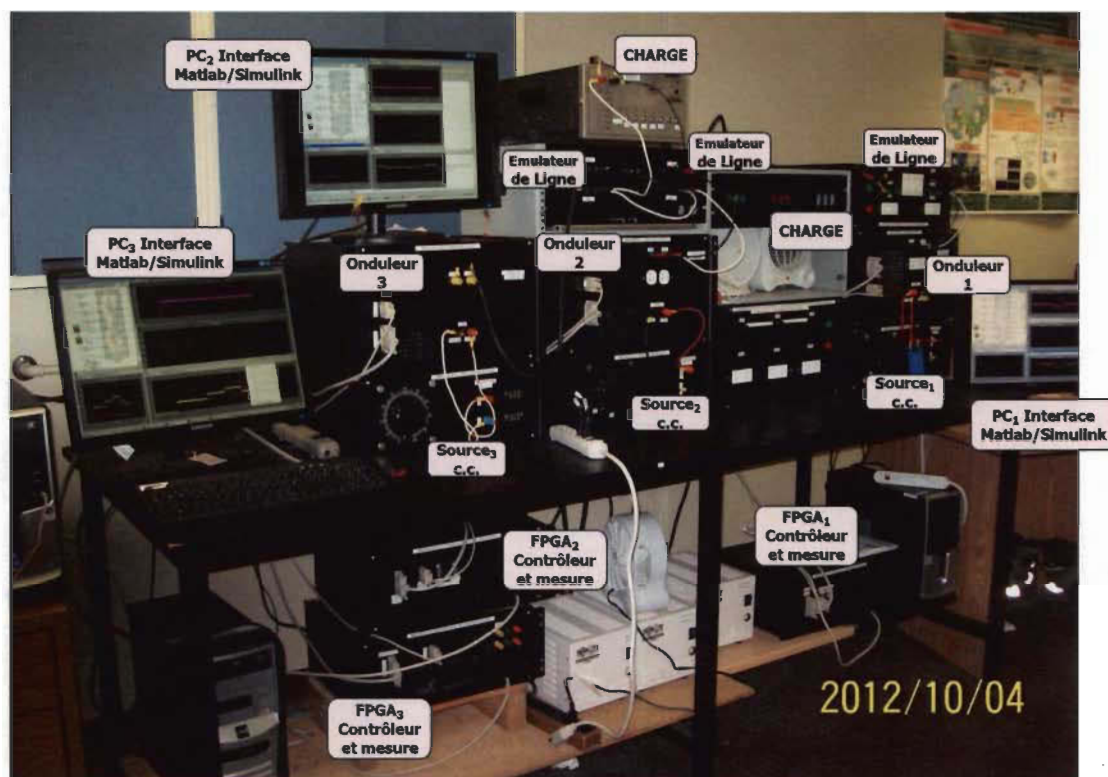 CHARGE
PC₂ Interface
Matlab/Simulink
Emulateur
de Ligne
Emulateur
de Ligne
Emulateur
de Ligne
PC₃ Interface
Matlab/Simulink
Onduleur
3
Onduleur
2
CHARGE
Onduleur
1
Source₃
c.c.
Source₂
c.c.
Source₁
c.c.
PC₁ Interface
Matlab/Simulink
FPGA₂
Contrôleur
et mesure
FPGA₁
Contrôleur
et mesure
FPGA₃
Contrôleur
et mesure
2012/10/04